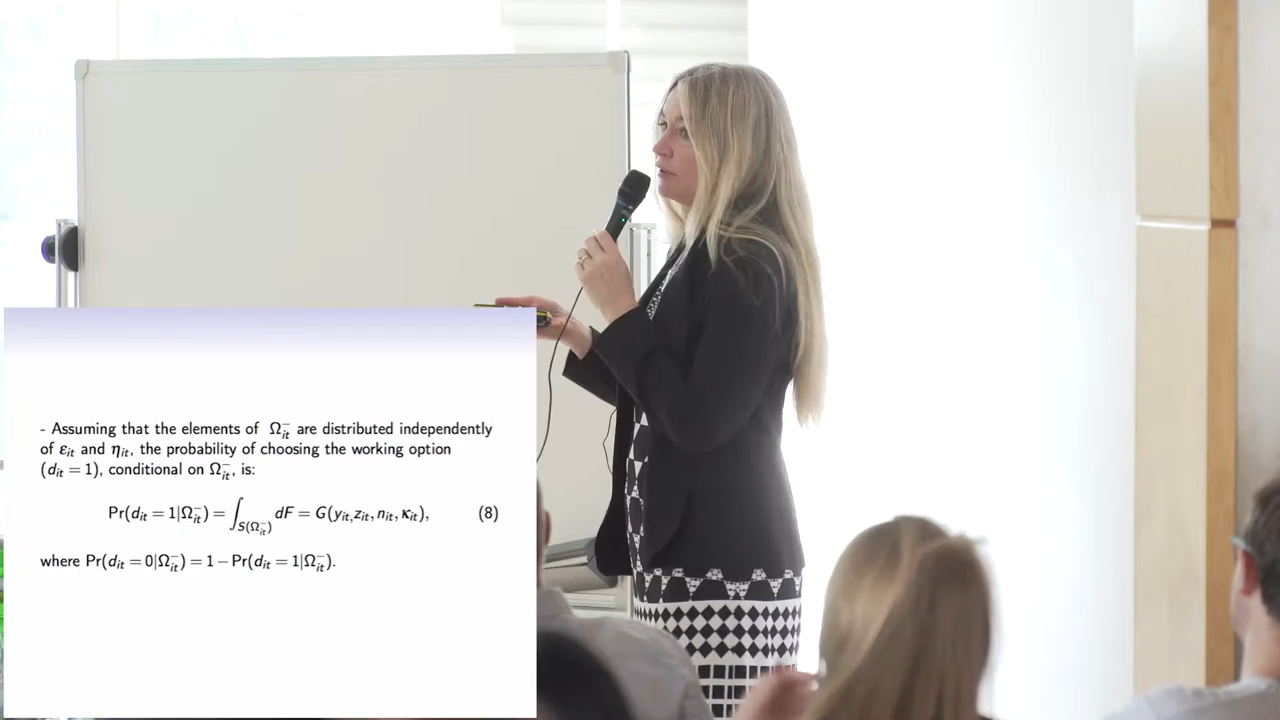 - Assuming that the elements of Ω⁻ᵢₜ are distributed independently
of εᵢₜ and ηᵢₜ, the probability of choosing the working option
(dᵢₜ = 1), conditional on Ω⁻ᵢₜ, is:
Pr(dᵢₜ = 1|Ω⁻ᵢₜ) = ∫_S(Ω⁻ᵢₜ) dF = G(yᵢₜ,zᵢₜ, nᵢₜ, κᵢₜ), (8)
where Pr(dᵢₜ = 0|Ω⁻ᵢₜ) = 1 − Pr(dᵢₜ = 1|Ω⁻ᵢₜ).